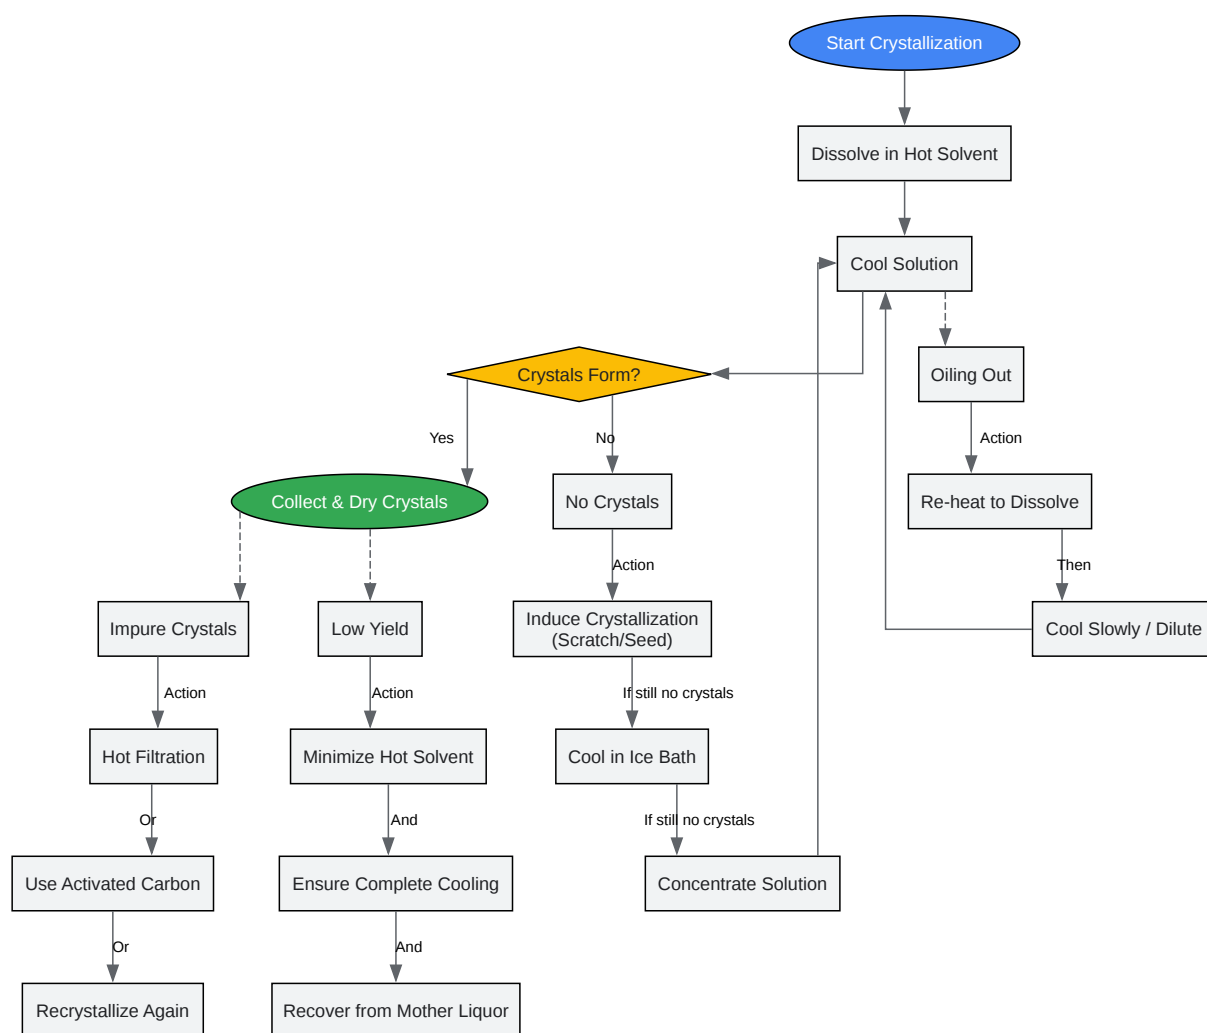 Start Crystallization
Dissolve in Hot Solvent
Cool Solution
Crystals Form?
Oiling Out
Yes
No
Action
Collect & Dry Crystals
No Crystals
Re-heat to Dissolve
Action
Then
Impure Crystals
Low Yield
Induce Crystallization
(Scratch/Seed)
Cool Slowly / Dilute
Action
Action
If still no crystals
Hot Filtration
Minimize Hot Solvent
Cool in Ice Bath
Or
And
If still no crystals
Use Activated Carbon
Ensure Complete Cooling
Concentrate Solution
Or
And
Recrystallize Again
Recover from Mother Liquor